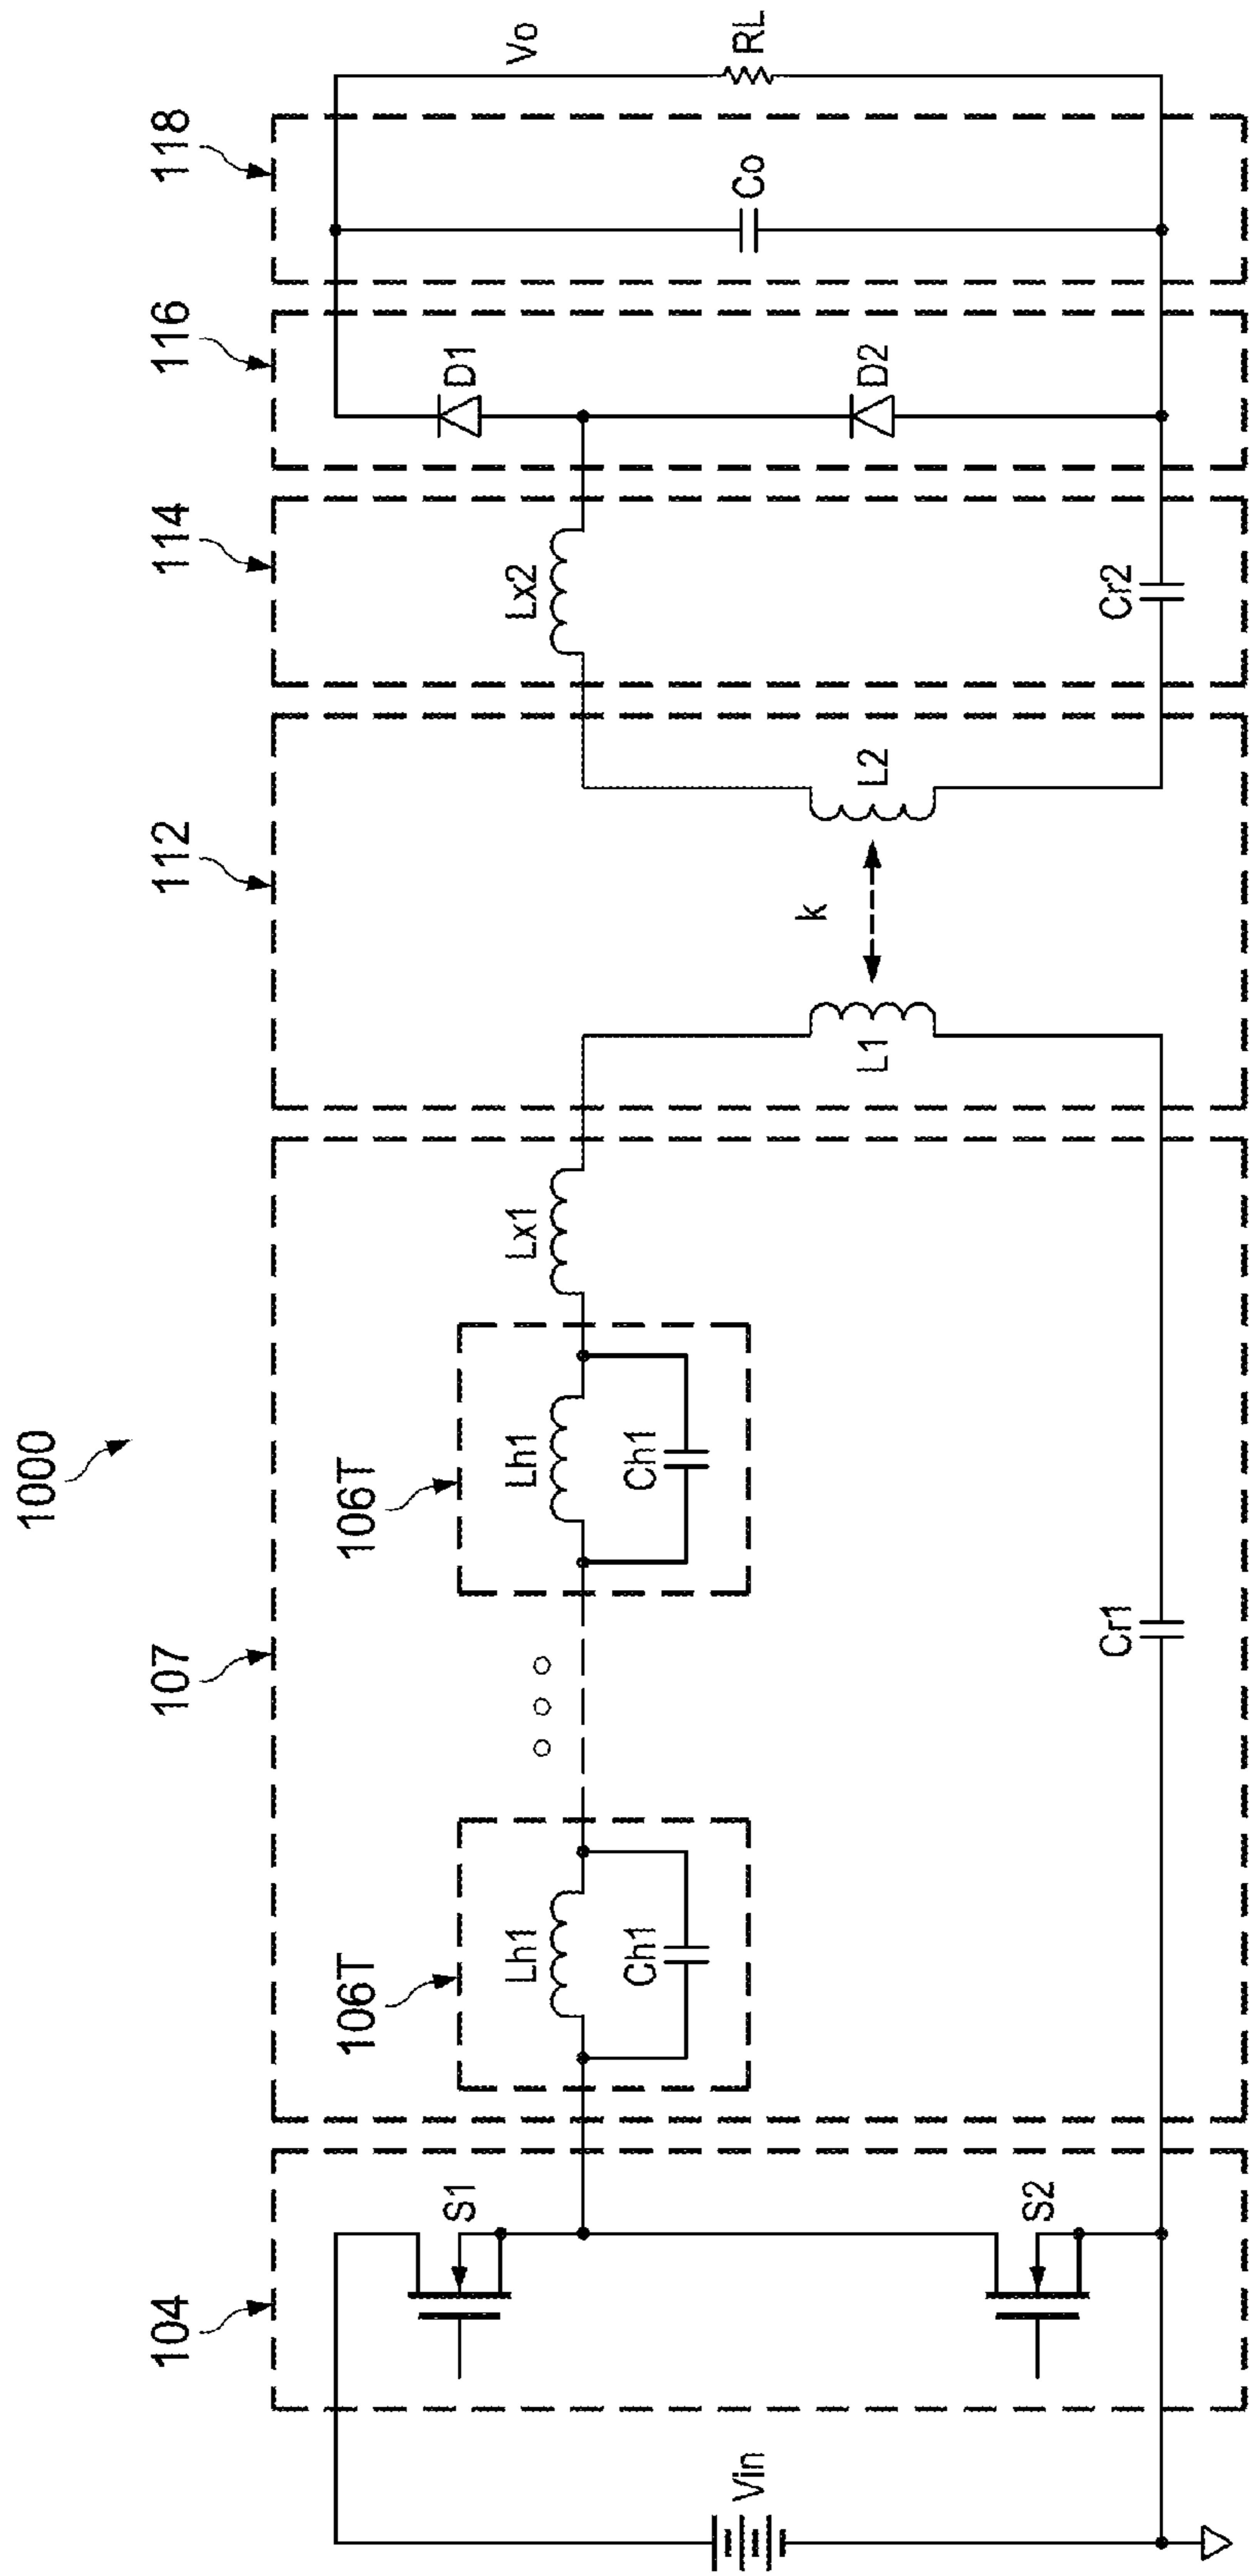 1000
104
107
112
114
116
118
106T
106T
Vin
S1
S2
Lh1
Ch1
Lh1
Ch1
Lx1
Cr1
L1
k
L2
Lx2
Cr2
D1
D2
Co
Vo
RL